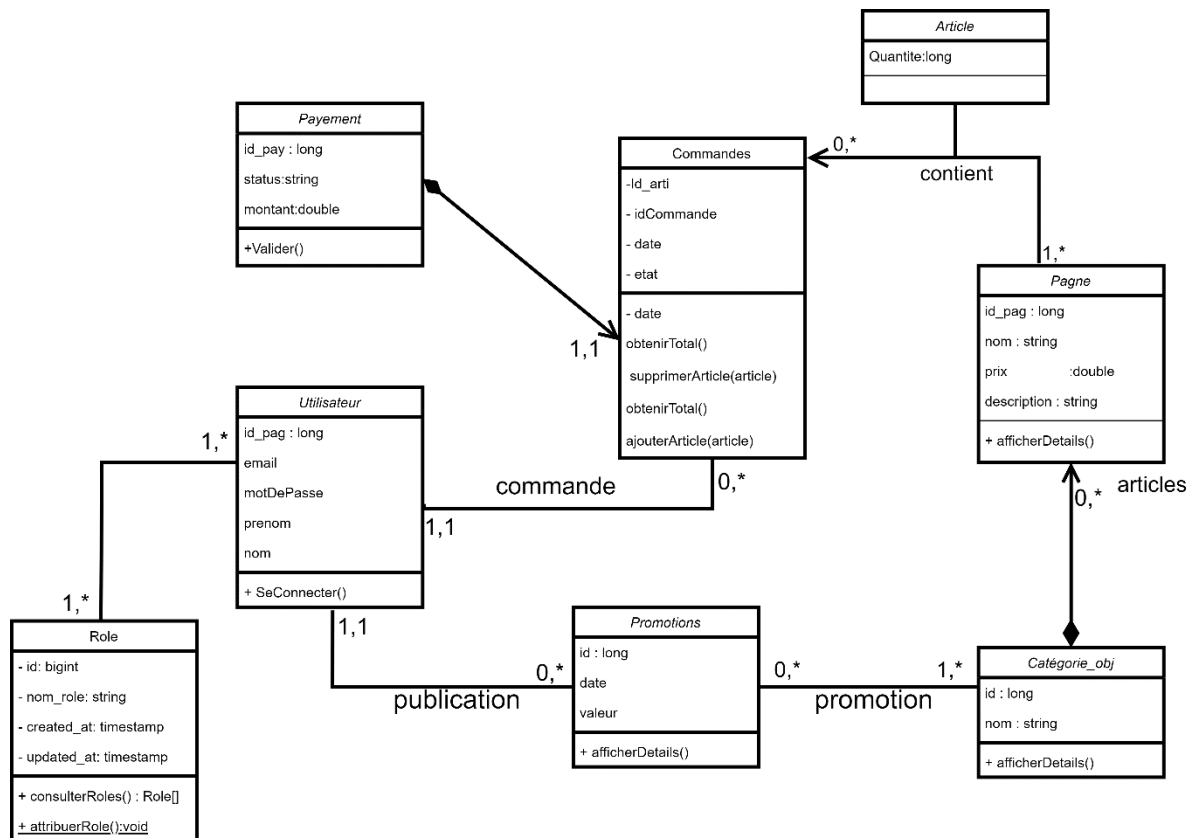 Article
Quantite:long
Payement
id_pay : long
status:string
montant:double
+Valider()
Commandes
-Id_arti
- idCommande
- date
- etat
- date
obtenirTotal()
supprimerArticle(article)
obtenirTotal()
ajouterArticle(article)
0,*
contient
1,*
Pagne
id_pag : long
nom : string
prix :double
description : string
+ afficherDetails()
1,1
Utilisateur
id_pag : long
email
motDePasse
prenom
nom
+ SeConnecter()
1,*
commande
0,*
1,1
articles
0,*
1,*
Role
- id: bigint
- nom_role: string
- created_at: timestamp
- updated_at: timestamp
+ consulterRoles() : Role[]
+ attribuerRole():void
1,1
publication
0,*
Promotions
id : long
date
valeur
+ afficherDetails()
0,*
promotion
1,*
Catégorie_obj
id : long
nom : string
+ afficherDetails()